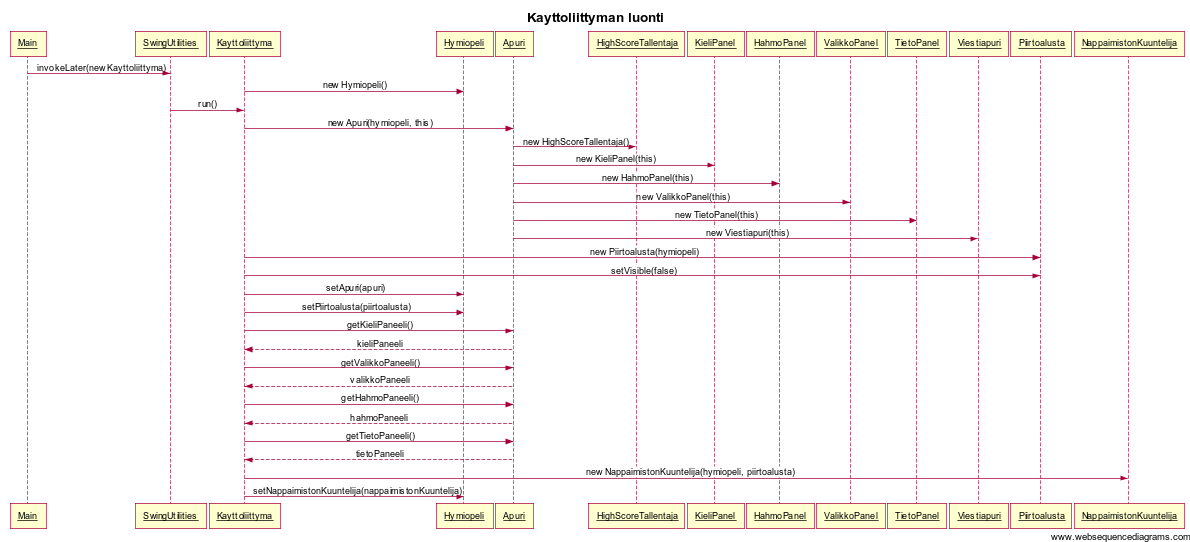 Kayttoliittyman luonti
Main SwingUtilities Kayttoliittyma Hymiopeli Apuri HighScoreTallentaja KieliPanel HahmoPanel ValikkoPanel TietoPanel Viestiapuri Piirtoalusta NappaimistonKuuntelija
invokeLater(new Kayttoliittyma)
new Hymiopeli()
run()
new Apuri(hymiopeli, this)
new HighScoreTallentaja()
new KieliPanel(this)
new HahmoPanel(this)
new ValikkoPanel(this)
new TietoPanel(this)
new Viestiapuri(this)
new Piirtoalusta(hymiopeli)
setVisible(false)
setApuri(apuri)
setPiirtoalusta(piirtoalusta)
getKieliPaneeli()
kieliPaneeli
getValikkoPaneeli()
valikkoPaneeli
getHahmoPaneeli()
hahmoPaneeli
getTietoPaneeli()
tietoPaneeli
new NappaimistonKuuntelija(hymiopeli, piirtoalusta)
setNappaimistonKuuntelija(nappaimistonKuuntelija)
Main SwingUtilities Kayttoliittyma Hymiopeli Apuri HighScoreTallentaja KieliPanel HahmoPanel ValikkoPanel TietoPanel Viestiapuri Piirtoalusta NappaimistonKuuntelija
www.websequencediagrams.com